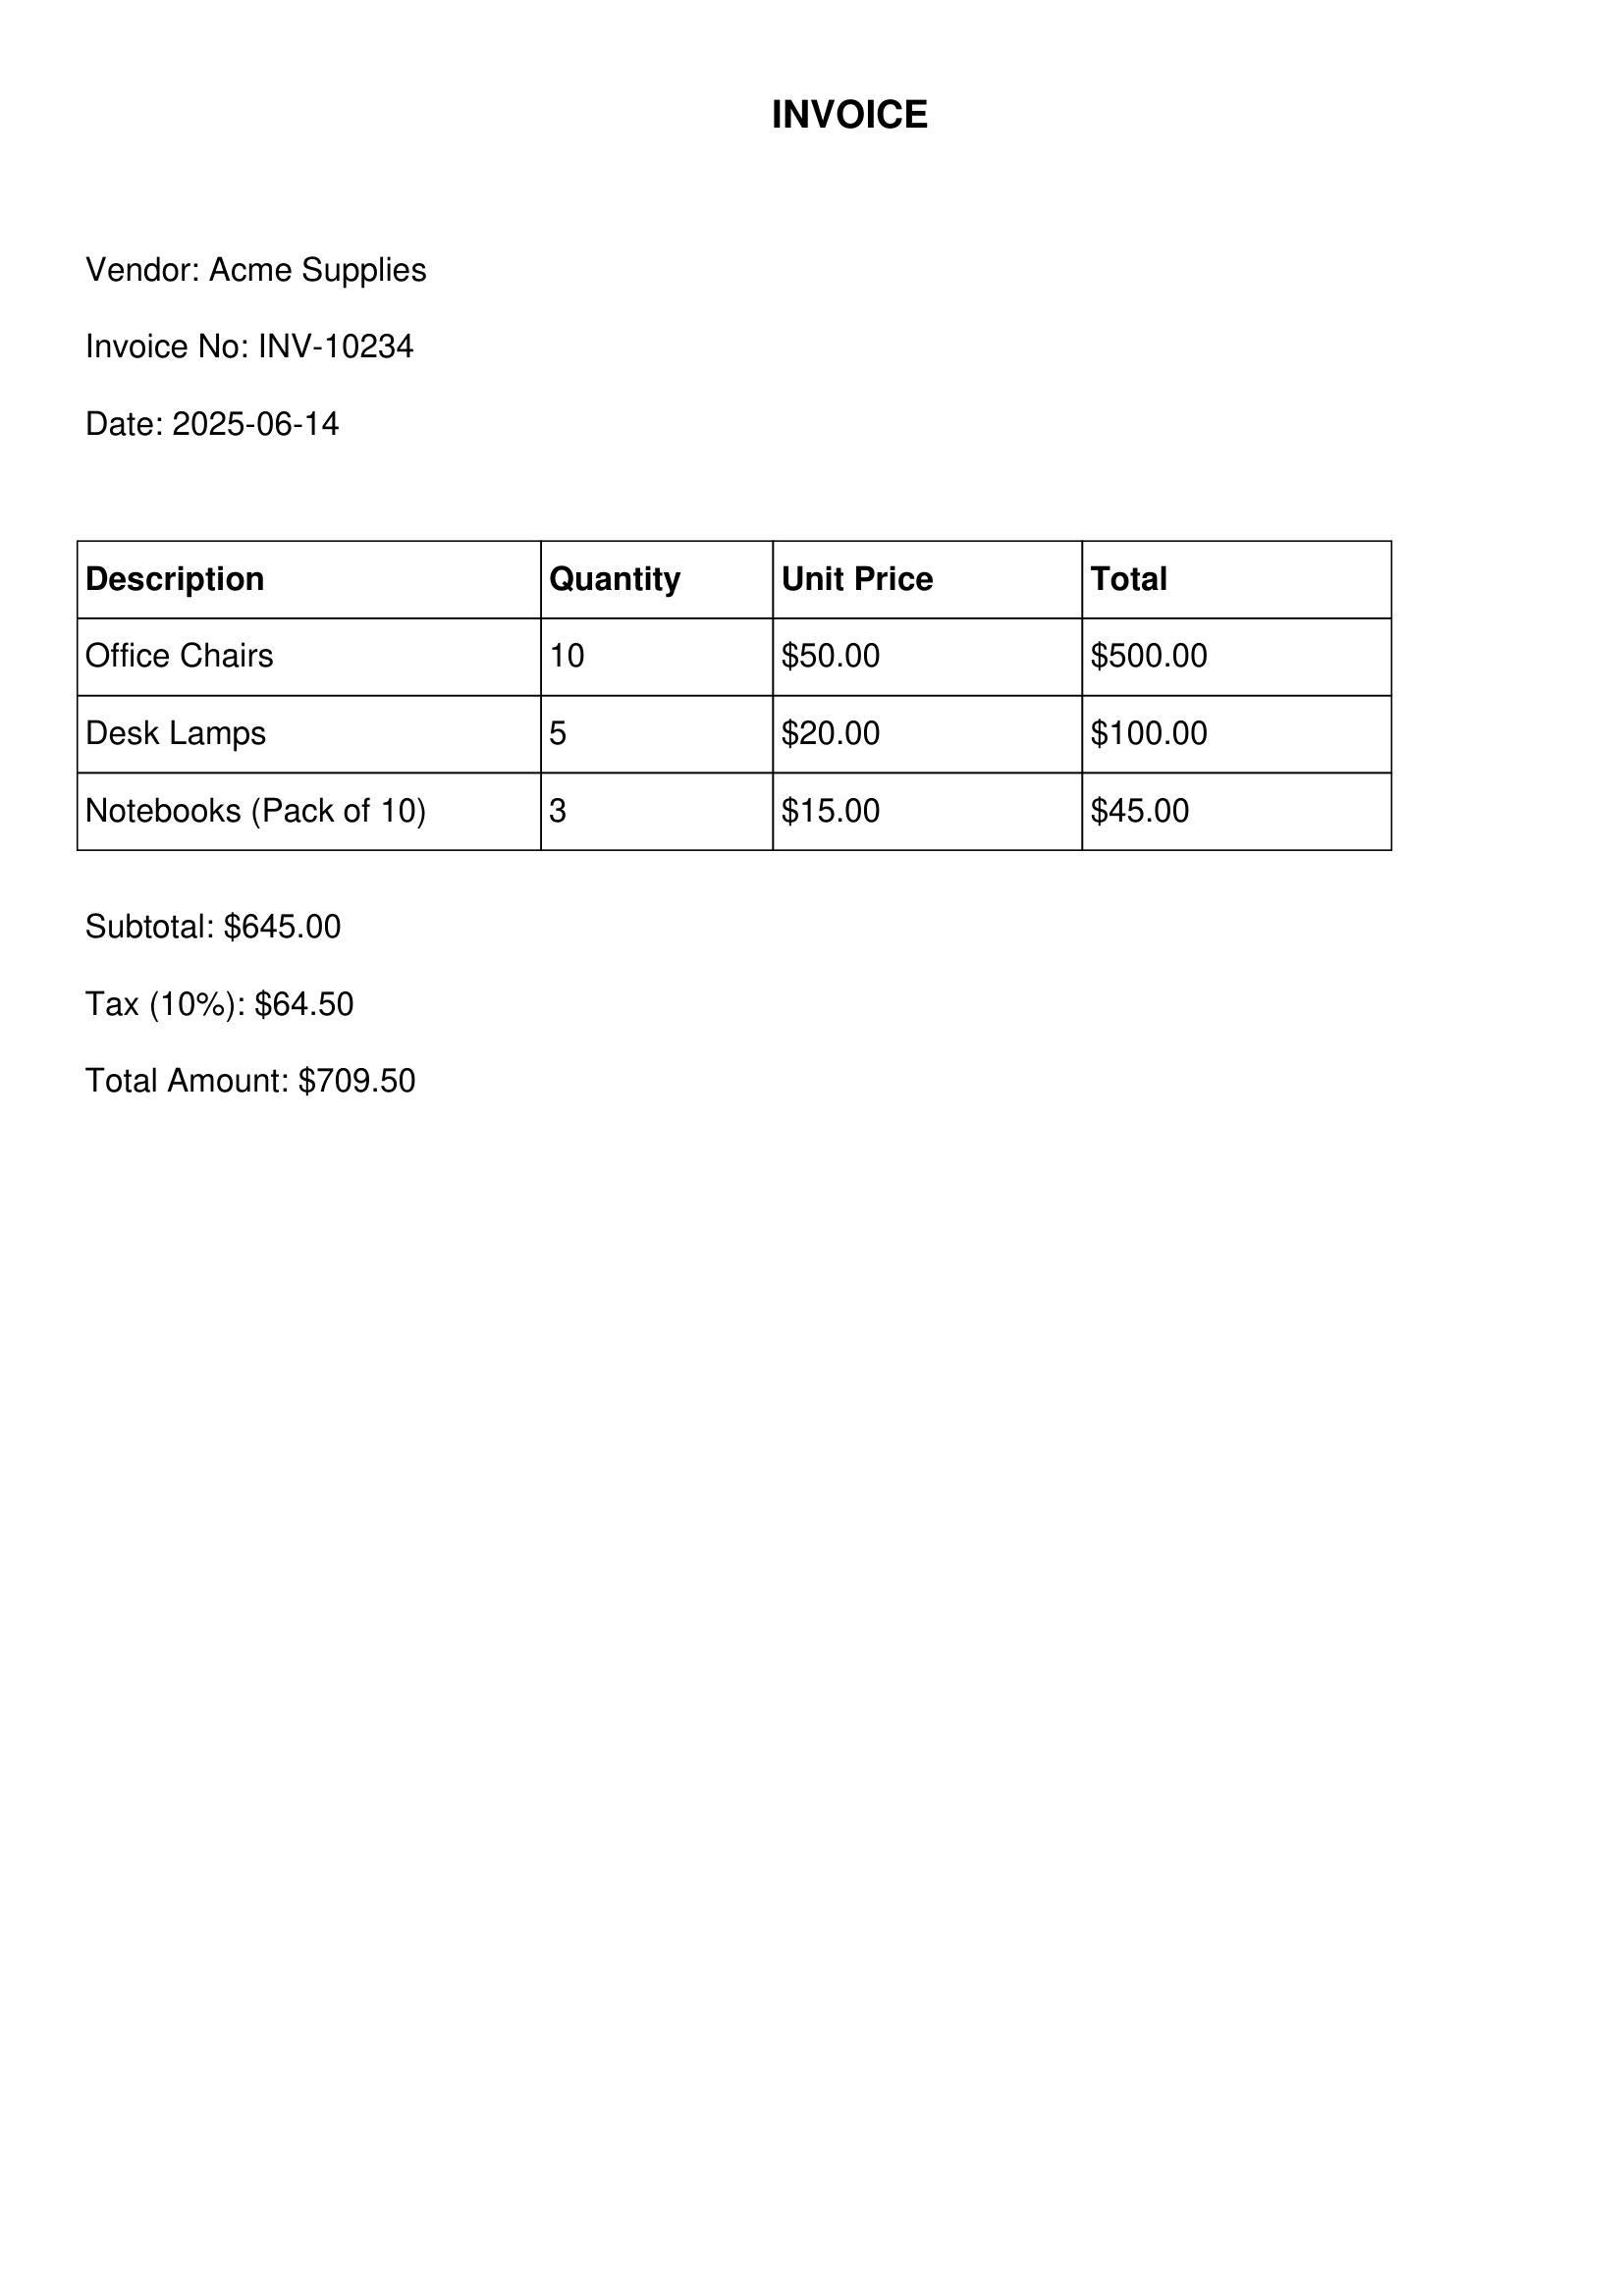 INVOICE
Vendor: Acme Supplies
Invoice No: INV-10234
Date: 2025-06-14
Description Quantity Unit Price Total
Office Chairs 10 $50.00 $500.00
Desk Lamps 5 $20.00 $100.00
Notebooks (Pack of 10) 3 $15.00 $45.00
Subtotal: $645.00
Tax (10%): $64.50
Total Amount: $709.50